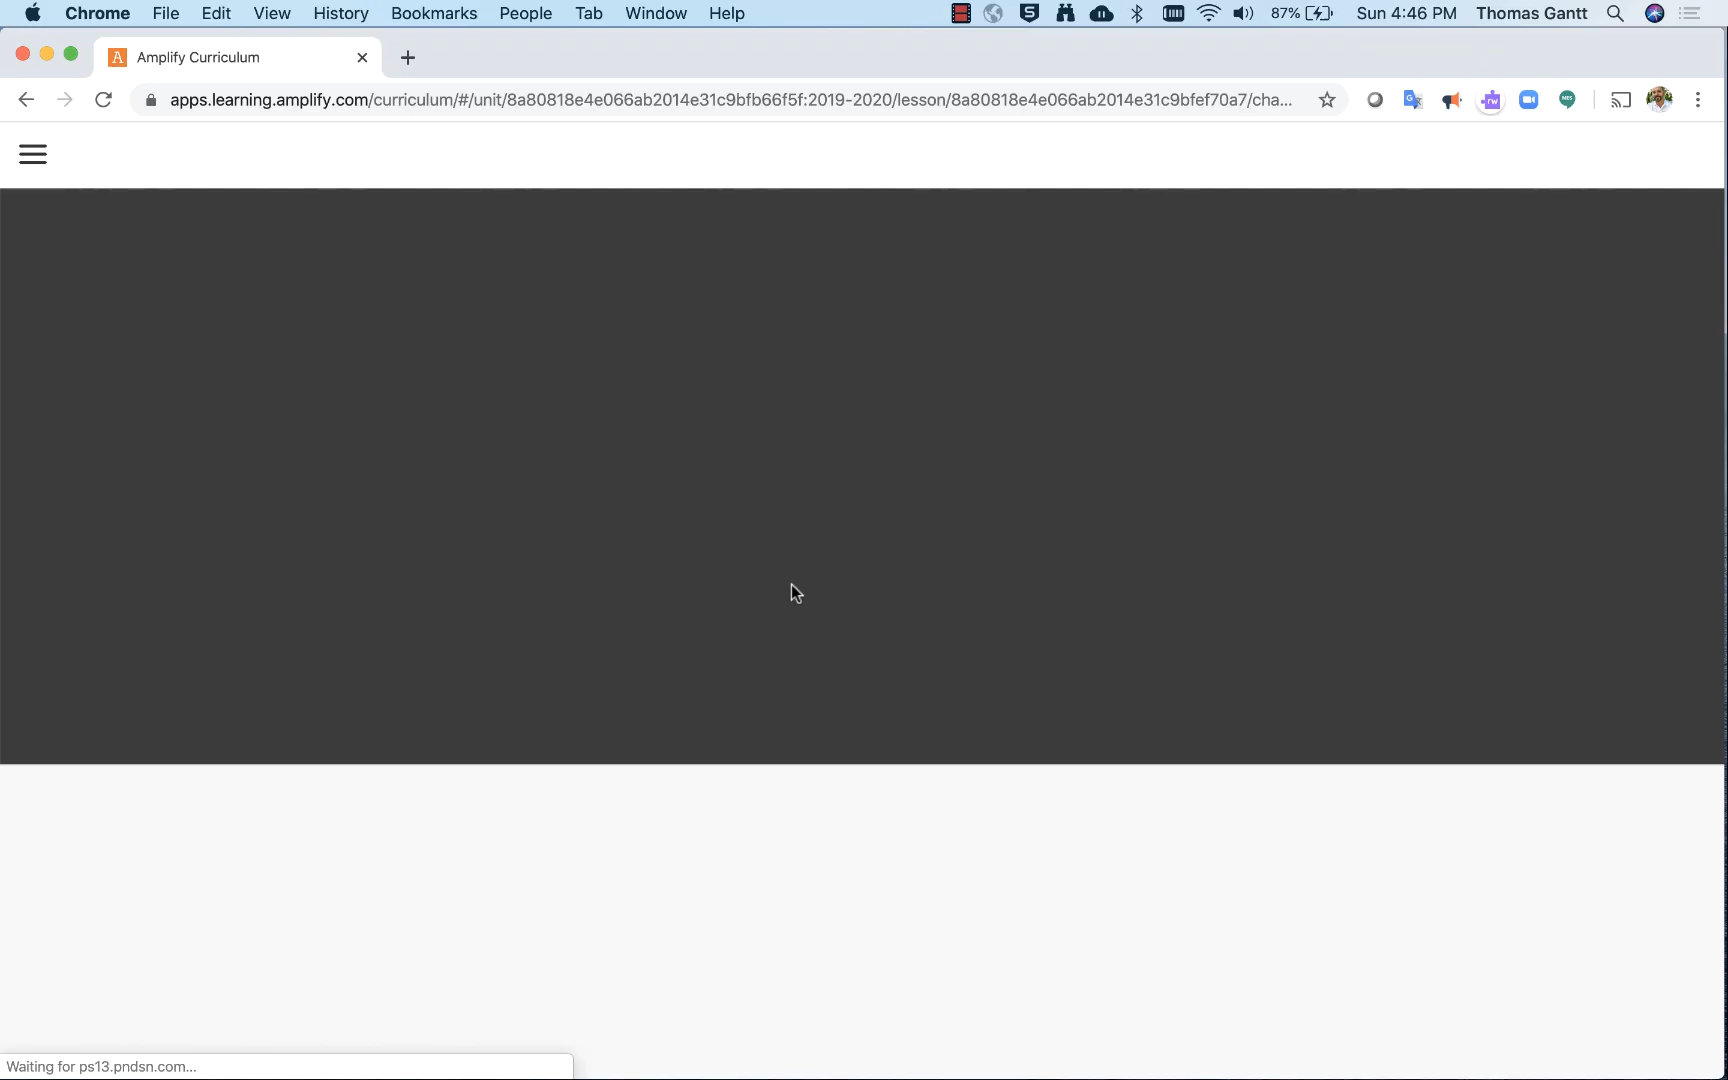 Chrome File Edit View History Bookmarks People Tab Window Help 87% Sun 4:46 PM Thomas Gantt
A Amplify Curriculum
apps.learning.amplify.com/curriculum/#/unit/8a80818e4e066ab2014e31c9bfb66f5f:2019-2020/lesson/8a80818e4e066ab2014e31c9bfef70a7/cha...
Waiting for ps13.pndsn.com...